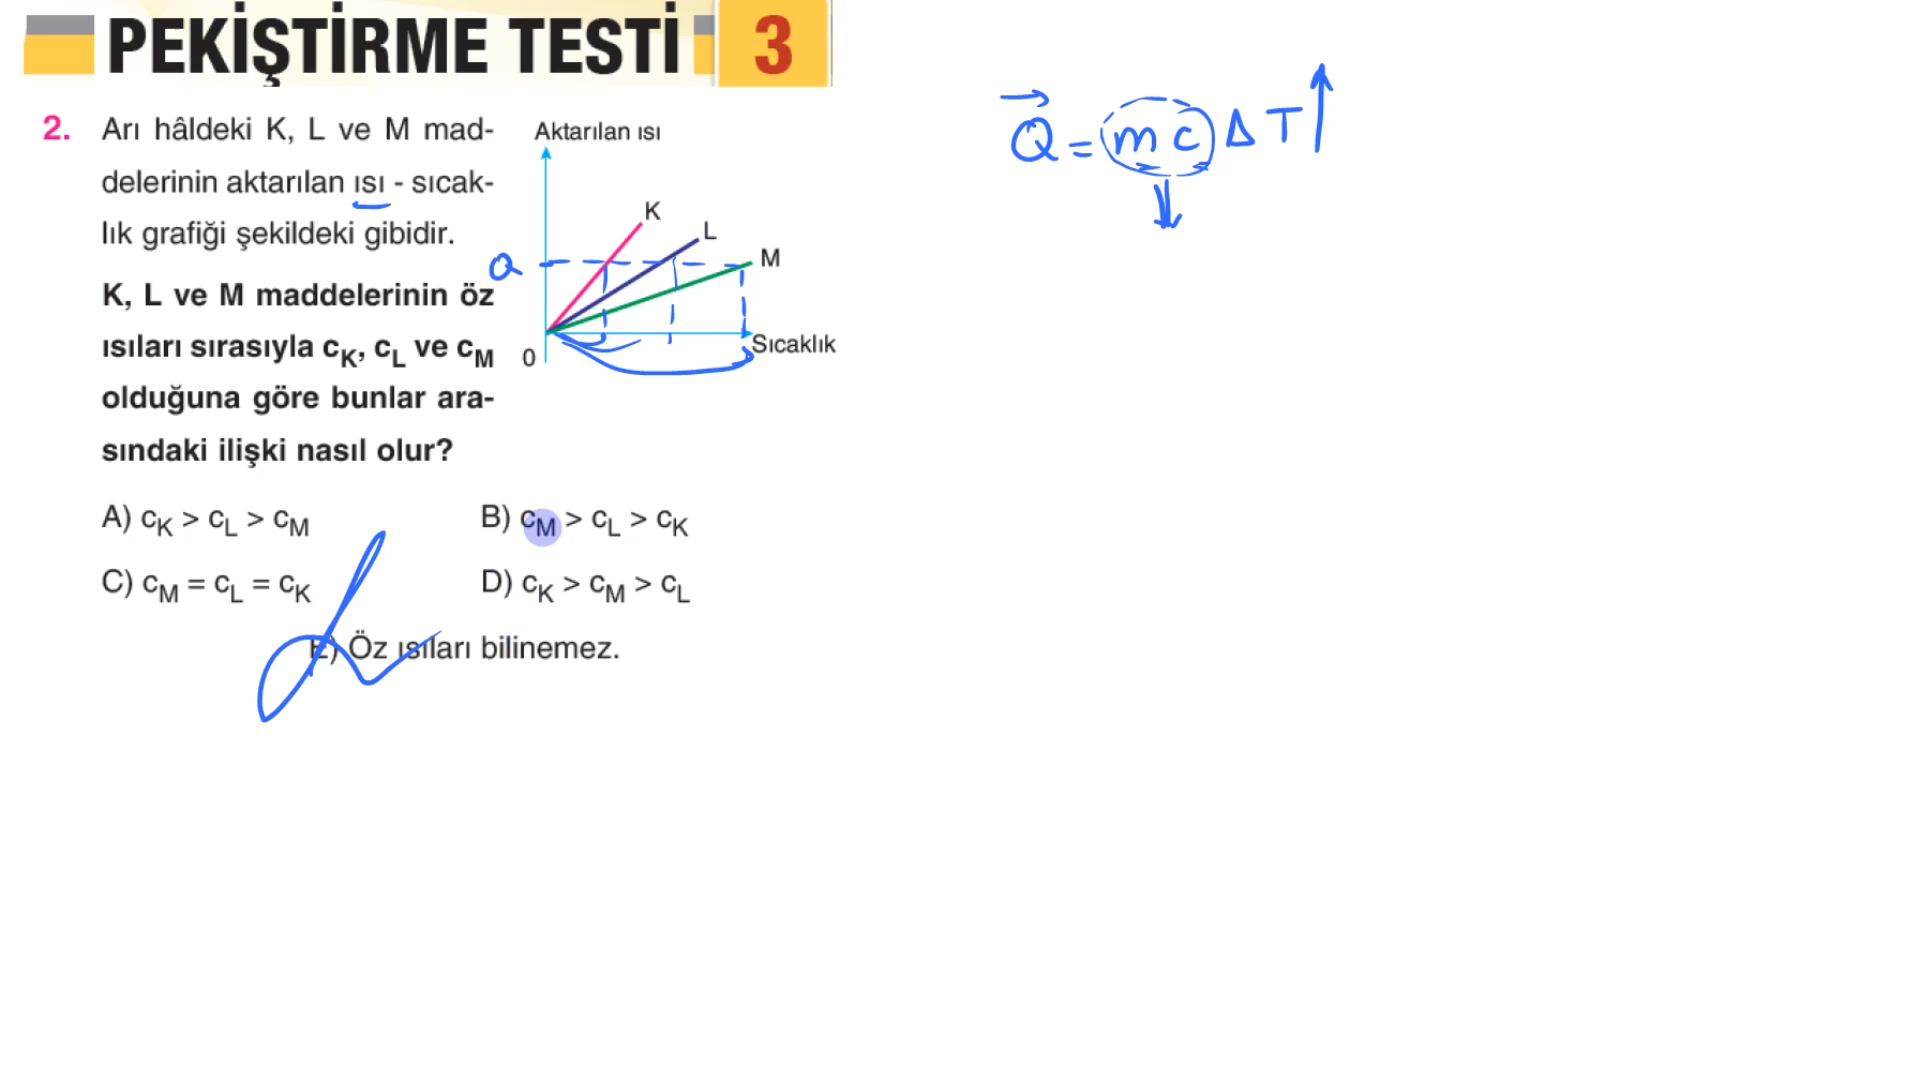 PEKİŞTİRME TESTİ 3
2. Arı hâldeki K, L ve M mad-
delerinin aktarılan ısı - sıcak-
lık grafiği şekildeki gibidir.
K, L ve M maddelerinin öz
ısıları sırasıyla cK, cL ve cM
olduğuna göre bunlar ara-
sındaki ilişki nasıl olur?
Aktarılan ısı
K
L
M
Q
Sıcaklık
0
A) cK > cL > cM
B) cM > cL > cK
C) cM = cL = cK
D) cK > cM > cL
E) Öz ısıları bilinemez.
Q = m c Δ T